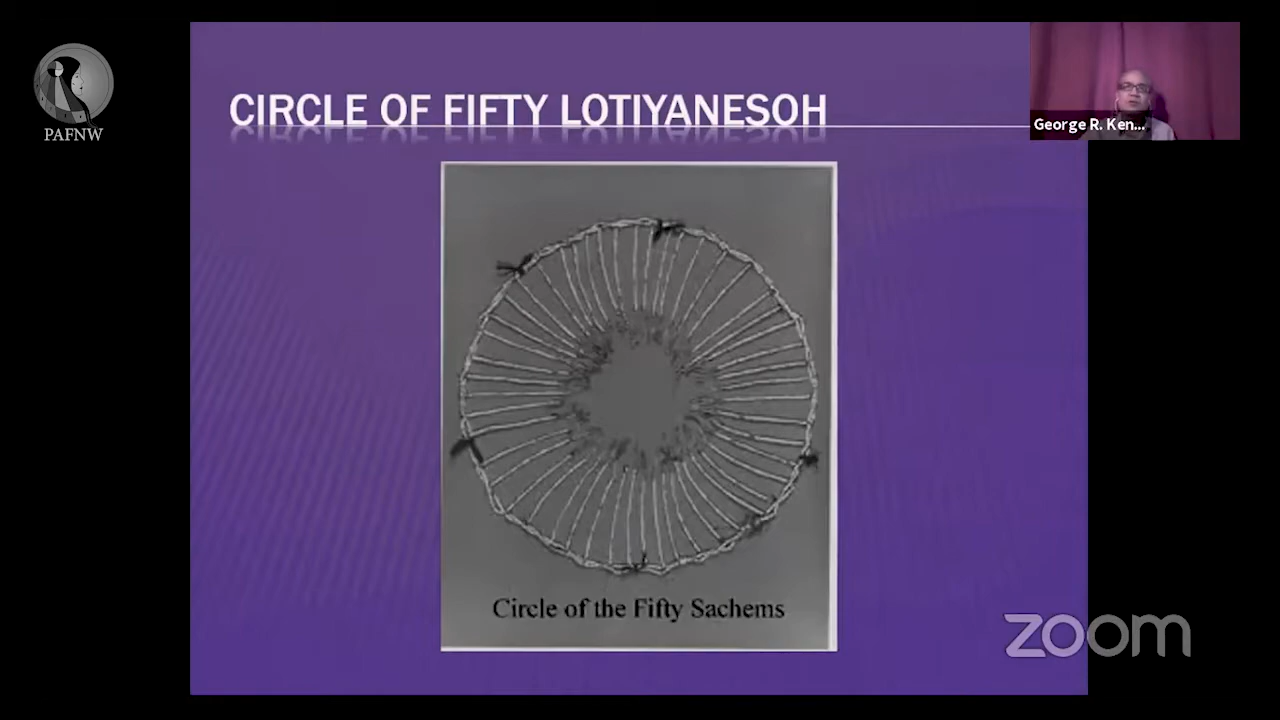 PAFNW
CIRCLE OF FIFTY LOTIYANESOH
George R. Ken...
Circle of the Fifty Sachems
zoom